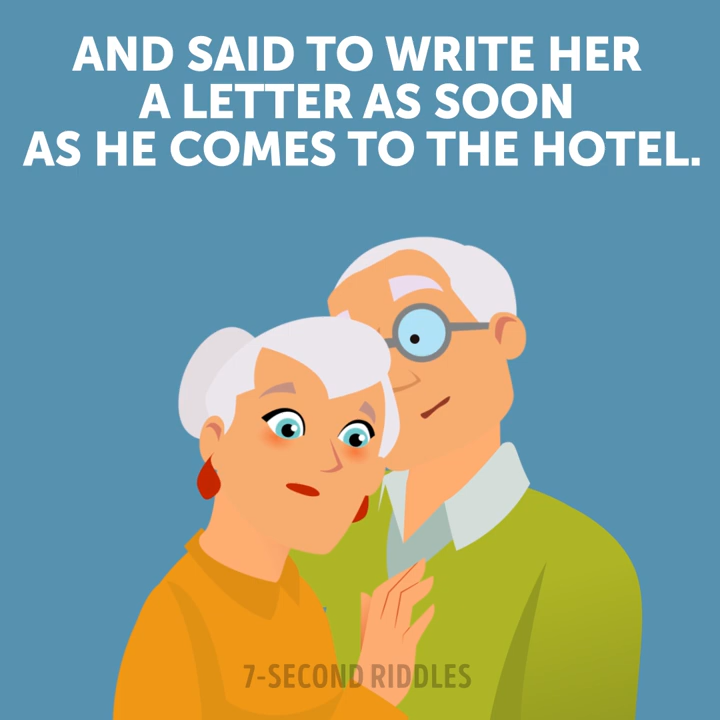 AND SAID TO WRITE HER
A LETTER AS SOON
AS HE COMES TO THE HOTEL.
7-SECOND RIDDLES